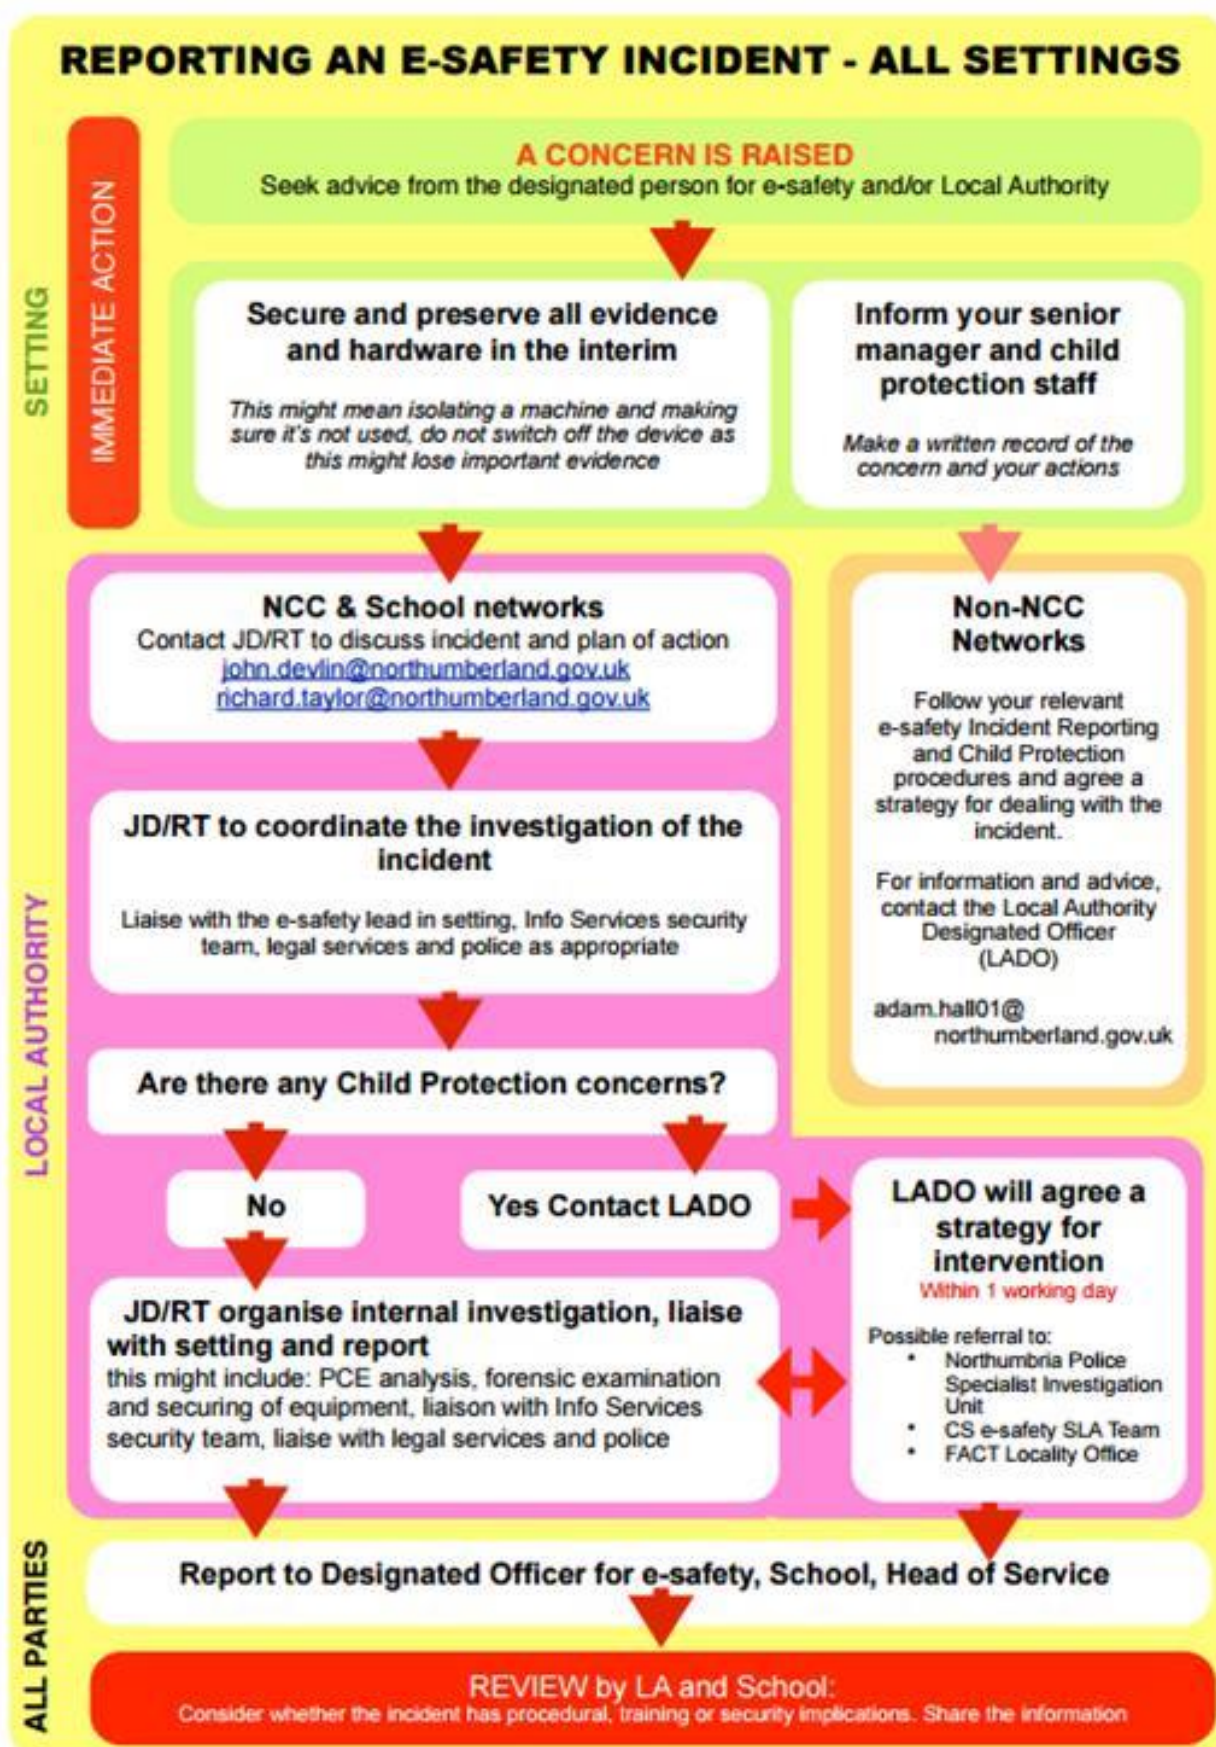 REPORTING AN E-SAFETY INCIDENT - ALL SETTINGS
SETTING
IMMEDIATE ACTION
A CONCERN IS RAISED
Seek advice from the designated person for e-safety and/or Local Authority
Secure and preserve all evidence
and hardware in the interim
This might mean isolating a machine and making
sure it's not used, do not switch off the device as
this might lose important evidence
Inform your senior
manager and child
protection staff
Make a written record of the
concern and your actions
LOCAL AUTHORITY
NCC & School networks
Contact JD/RT to discuss incident and plan of action
john.devlin@northumberland.gov.uk
richard.taylor@northumberland.gov.uk
Non-NCC
Networks
Follow your relevant
e-safety Incident Reporting
and Child Protection
procedures and agree a
strategy for dealing with the
incident.
For information and advice,
contact the Local Authority
Designated Officer
(LADO)
adam.hall01@
northumberland.gov.uk
JD/RT to coordinate the investigation of the
incident
Liaise with the e-safety lead in setting, Info Services security
team, legal services and police as appropriate
Are there any Child Protection concerns?
No
Yes Contact LADO
LADO will agree a
strategy for
intervention
Within 1 working day
Possible referral to:
• Northumbria Police
Specialist Investigation
Unit
• CS e-safety SLA Team
• FACT Locality Office
JD/RT organise internal investigation, liaise
with setting and report
this might include: PCE analysis, forensic examination
and securing of equipment, liaison with Info Services
security team, liaise with legal services and police
ALL PARTIES
Report to Designated Officer for e-safety, School, Head of Service
REVIEW by LA and School:
Consider whether the incident has procedural, training or security implications. Share the information